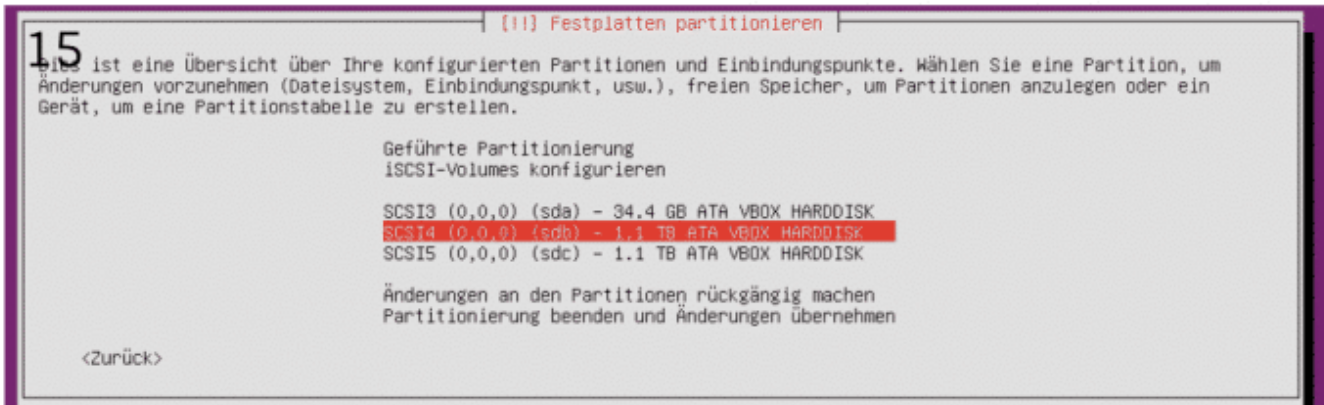 [!!] Festplatten partitionieren
15
Dies ist eine Übersicht über Ihre konfigurierten Partitionen und Einbindungspunkte. Wählen Sie eine Partition, um
Änderungen vorzunehmen (Dateisystem, Einbindungspunkt, usw.), freien Speicher, um Partitionen anzulegen oder ein
Gerät, um eine Partitionstabelle zu erstellen.
Geführte Partitionierung
iSCSI-Volumes konfigurieren
SCSI3 (0,0,0) (sda) - 34.4 GB ATA VBOX HARDDISK
SCSI4 (0,0,0) (sdb) - 1.1 TB ATA VBOX HARDDISK
SCSI5 (0,0,0) (sdc) - 1.1 TB ATA VBOX HARDDISK
Änderungen an den Partitionen rückgängig machen
Partitionierung beenden und Änderungen übernehmen
<Zurück>